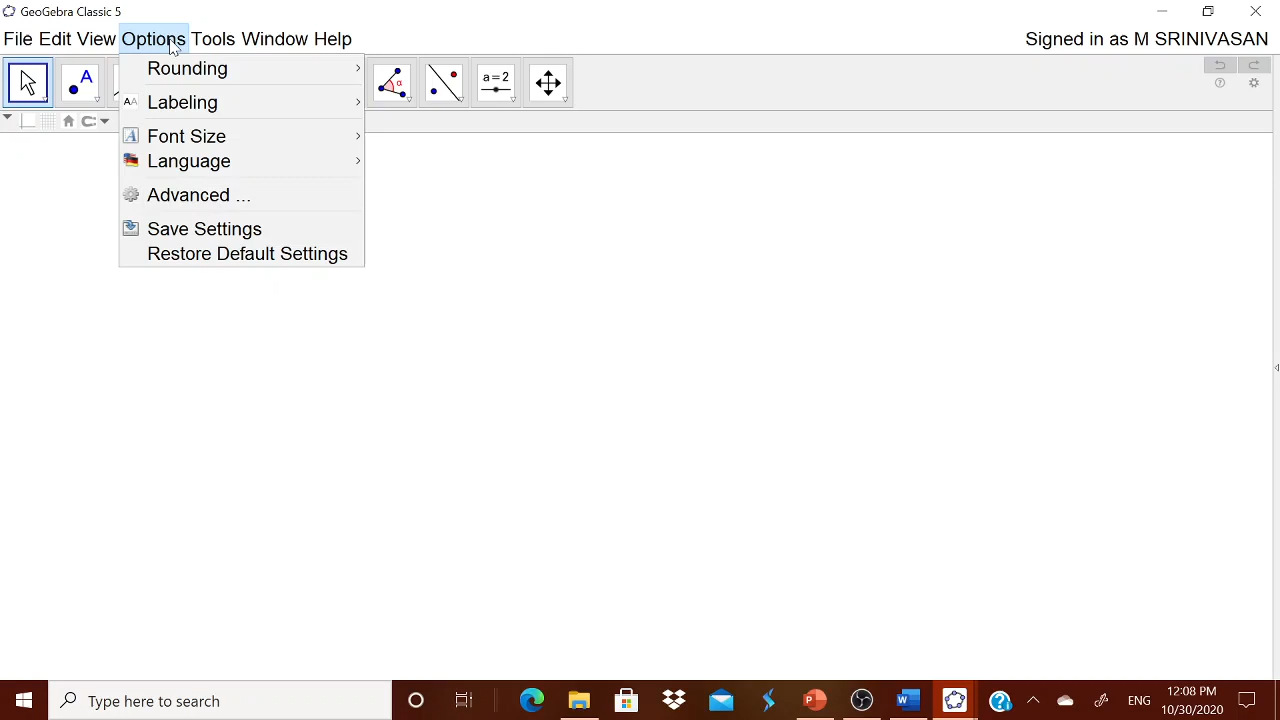 GeoGebra Classic 5
File Edit View Options Tools Window Help
Signed in as M SRINIVASAN
A
α
a=2
Rounding
AA Labeling
A Font Size
Language
Advanced ...
Save Settings
Restore Default Settings
Type here to search
ENG
12:08 PM
10/30/2020